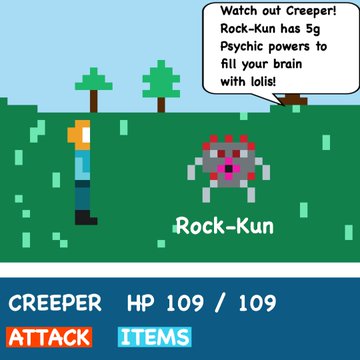 Watch out Creeper!
Rock-Kun has 5g
Psychic powers to
fill your brain
with lolis!
Rock-Kun
CREEPER HP 109 / 109
ATTACK ITEMS